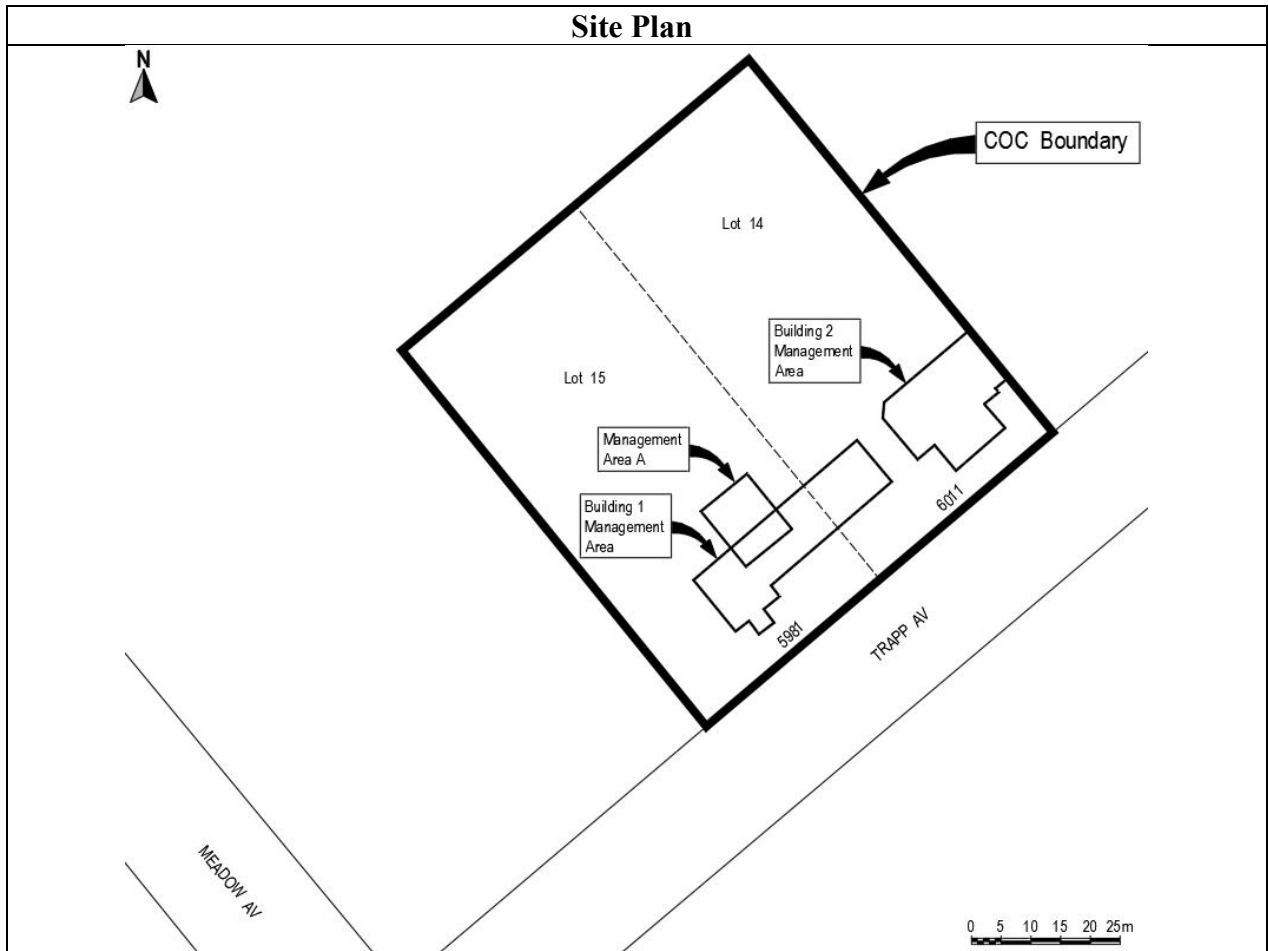 Site Plan
N
COC Boundary
Lot 14
Building 2
Management
Area
Lot 15
Management
Area A
Building 1
Management
Area
6011
5981
TRAPP AV
MEADOW AV
0 5 10 15 20 25m